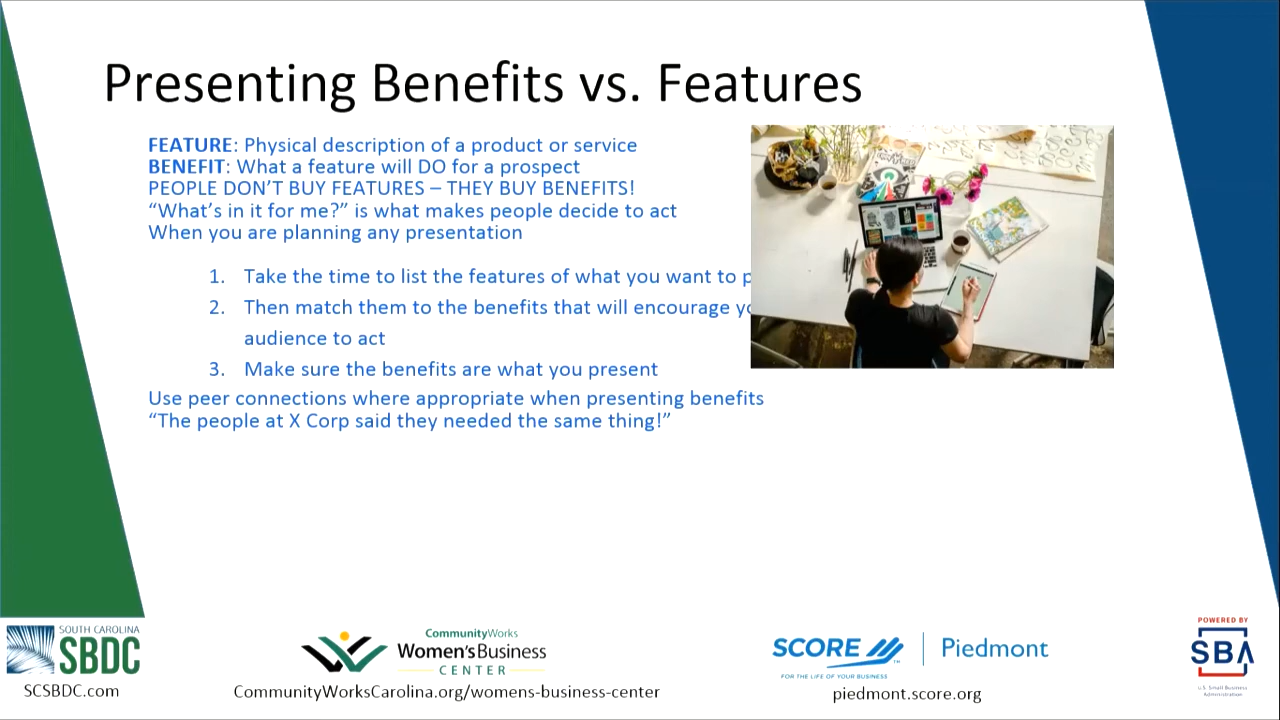 Presenting Benefits vs. Features
FEATURE: Physical description of a product or service
BENEFIT: What a feature will DO for a prospect
PEOPLE DON’T BUY FEATURES – THEY BUY BENEFITS!
“What’s in it for me?” is what makes people decide to act
When you are planning any presentation
1. Take the time to list the features of what you want to
2. Then match them to the benefits that will encourage
audience to act
3. Make sure the benefits are what you present
Use peer connections where appropriate when presenting benefits
“The people at X Corp said they needed the same thing!”
SOUTH CAROLINA
SBDC
SCSBDC.com
CommunityWorks
Women'sBusiness
CENTER
CommunityWorksCarolina.org/womens-business-center
SCORE
FOR THE LIFE OF YOUR BUSINESS
Piedmont
piedmont.score.org
POWERED BY
SBA
U.S. Small Business
Administration